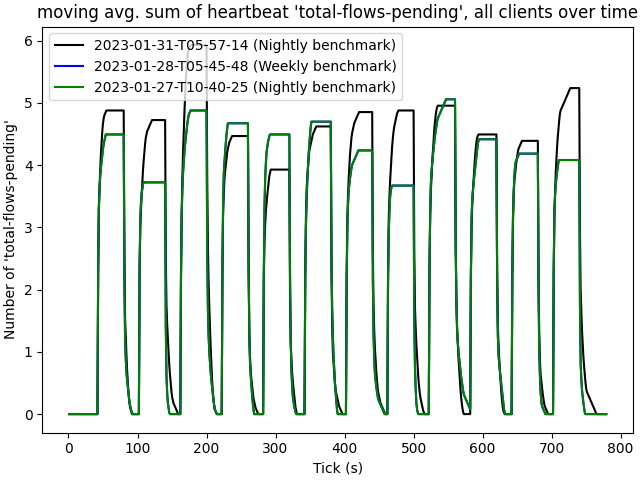 moving avg. sum of heartbeat 'total-flows-pending', all clients over time
2023-01-31-T05-57-14 (Nightly benchmark)
2023-01-28-T05-45-48 (Weekly benchmark)
2023-01-27-T10-40-25 (Nightly benchmark)
Number of 'total-flows-pending'
6
5
4
3
2
1
0
0 100 200 300 400 500 600 700 800
Tick (s)